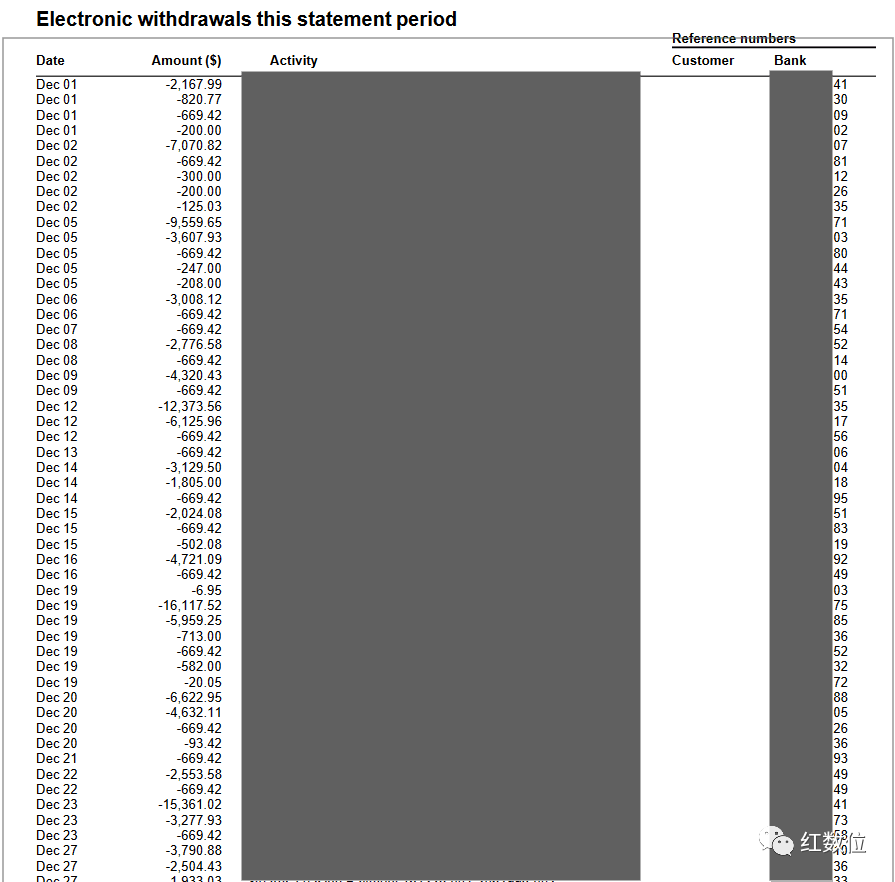 Electronic withdrawals this statement period
Reference numbers
Date Amount ($) Activity Customer Bank
Dec 01 -2,167.99 41
Dec 01 -820.77 30
Dec 01 -669.42 09
Dec 01 -200.00 02
Dec 02 -7,070.82 07
Dec 02 -669.42 81
Dec 02 -300.00 12
Dec 02 -200.00 26
Dec 02 -125.03 35
Dec 05 -9,559.65 71
Dec 05 -3,607.93 03
Dec 05 -669.42 80
Dec 05 -247.00 44
Dec 05 -208.00 43
Dec 06 -3,008.12 35
Dec 06 -669.42 71
Dec 07 -669.42 54
Dec 08 -2,776.58 52
Dec 08 -669.42 14
Dec 09 -4,320.43 00
Dec 09 -669.42 51
Dec 12 -12,373.56 35
Dec 12 -6,125.96 17
Dec 12 -669.42 56
Dec 13 -669.42 06
Dec 14 -3,129.50 04
Dec 14 -1,805.00 18
Dec 14 -669.42 95
Dec 15 -2,024.08 51
Dec 15 -669.42 83
Dec 15 -502.08 19
Dec 16 -4,721.09 92
Dec 16 -669.42 49
Dec 19 -6.95 03
Dec 19 -16,117.52 75
Dec 19 -5,959.25 85
Dec 19 -713.00 36
Dec 19 -669.42 52
Dec 19 -582.00 32
Dec 19 -20.05 72
Dec 20 -6,622.95 88
Dec 20 -4,632.11 05
Dec 20 -669.42 26
Dec 20 -93.42 36
Dec 21 -669.42 93
Dec 22 -2,553.58 49
Dec 22 -669.42 49
Dec 23 -15,361.02 41
Dec 23 -3,277.93 73
Dec 23 -669.42
Dec 27 -3,790.88
红数位
Dec 27 -2,504.43 36
Dec 27 -1,933.03 33